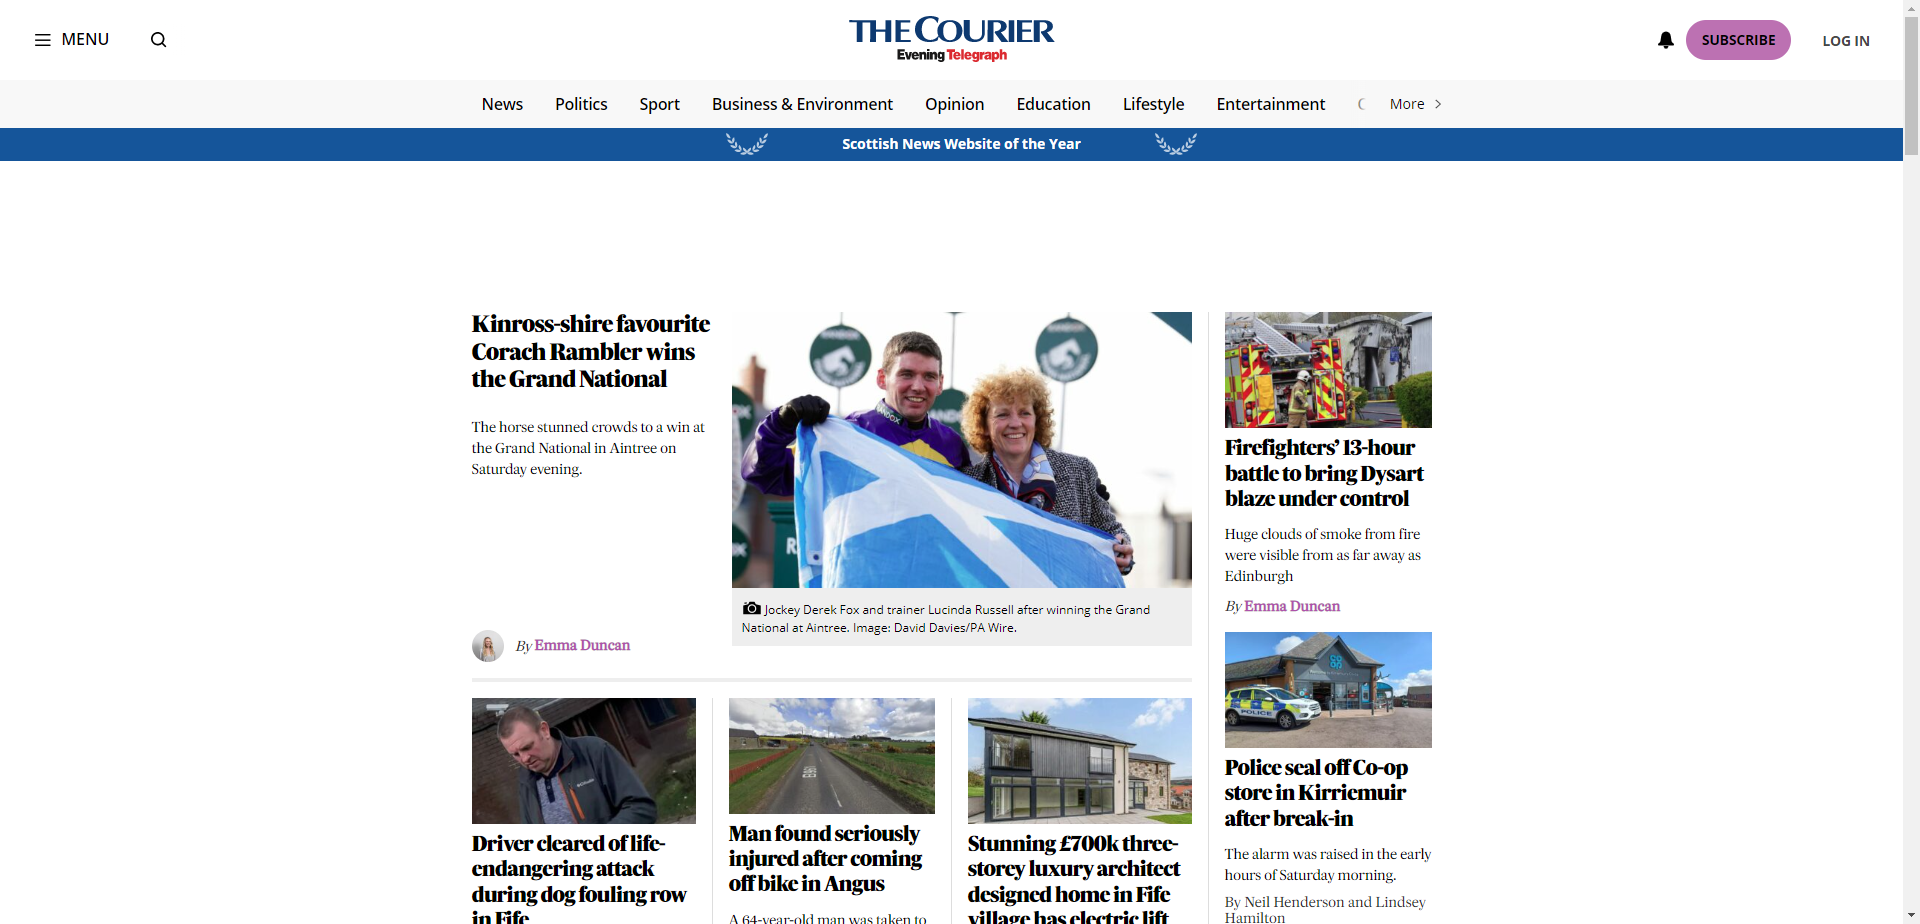 MENU
THE COURIER
Evening Telegraph
SUBSCRIBE
LOG IN
News
Politics
Sport
Business & Environment
Opinion
Education
Lifestyle
Entertainment
More
Scottish News Website of the Year
Kinross-shire favourite
Corach Rambler wins
the Grand National
The horse stunned crowds to a win at
the Grand National in Aintree on
Saturday evening.
By Emma Duncan
Jockey Derek Fox and trainer Lucinda Russell after winning the Grand
National at Aintree. Image: David Davies/PA Wire.
Firefighters’ 13-hour
battle to bring Dysart
blaze under control
Huge clouds of smoke from fire
were visible from as far away as
Edinburgh
By Emma Duncan
POLICE
Police seal off Co-op
store in Kirriemuir
after break-in
The alarm was raised in the early
hours of Saturday morning.
By Neil Henderson and Lindsey
Hamilton
Driver cleared of life-
endangering attack
during dog fouling row
in Fife
Man found seriously
injured after coming
off bike in Angus
A 64-year-old man was taken to
Stunning £700k three-
storey luxury architect
designed home in Fife
village has electric lift